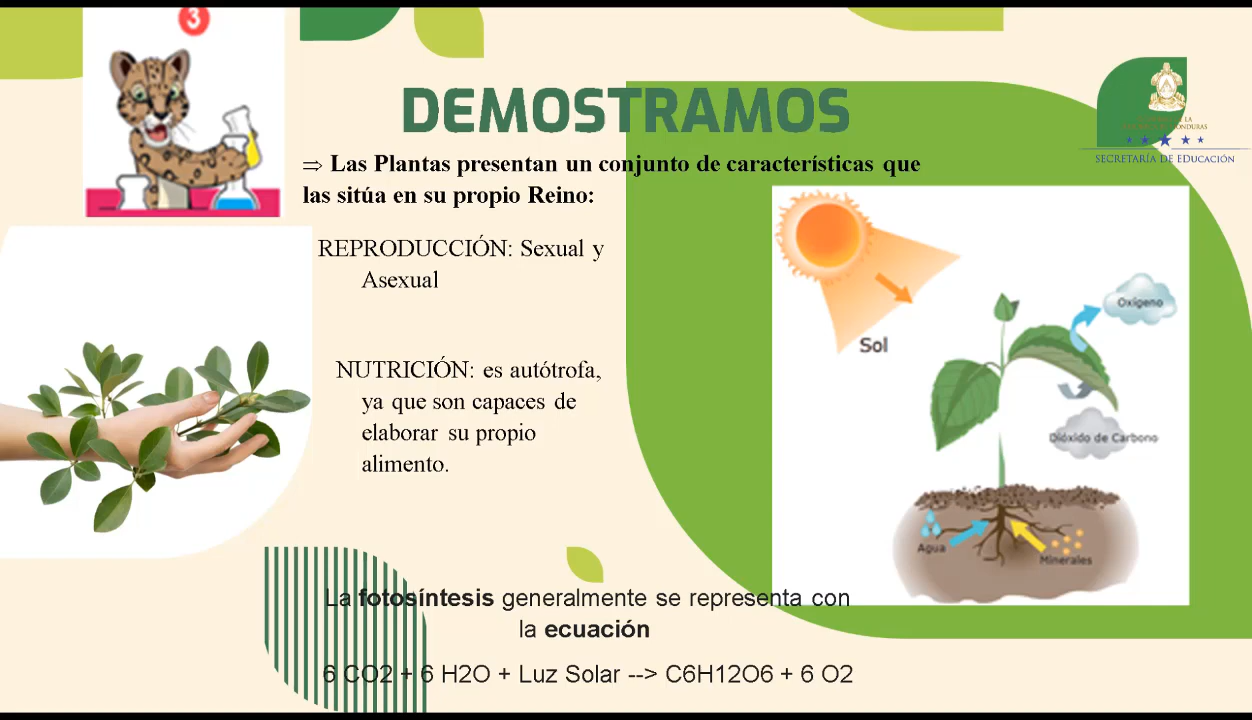 3
DEMOSTRAMOS
⇒ Las Plantas presentan un conjunto de características que
las sitúa en su propio Reino:
SECRETARÍA DE EDUCACIÓN
REPRODUCCIÓN: Sexual y
Asexual
NUTRICIÓN: es autótrofa,
ya que son capaces de
elaborar su propio
alimento.
Sol
Oxígeno
Dióxido de Carbono
Agua
Minerales
La fotosíntesis generalmente se representa con
la ecuación
6 CO2 + 6 H2O + Luz Solar --> C6H12O6 + 6 O2